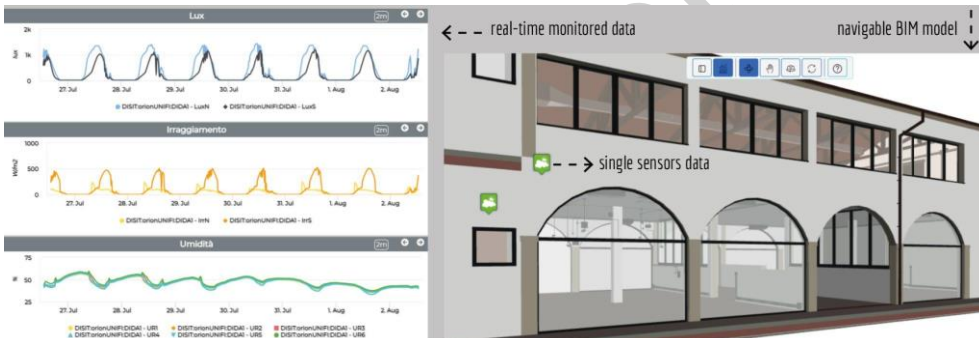 Lux
2m
lux
2k
1k
0
27. Jul 28. Jul 29. Jul 30. Jul 31. Jul 1. Aug 2. Aug
DISIT:orionUNIFI:DIDA1 - LuxN DISIT:orionUNIFI:DIDA1 - LuxS
Irraggiamento
2m
W/m2
1000
500
0
27. Jul 28. Jul 29. Jul 30. Jul 31. Jul 1. Aug 2. Aug
DISIT:orionUNIFI:DIDA1 - IrrN DISIT:orionUNIFI:DIDA1 - IrrS
Umidità
2m
%
75
50
25
27. Jul 28. Jul 29. Jul 30. Jul 31. Jul 1. Aug 2. Aug
DISIT:orionUNIFI:DIDA1 - UR1 DISIT:orionUNIFI:DIDA1 - UR2 DISIT:orionUNIFI:DIDA1 - UR3
DISIT:orionUNIFI:DIDA1 - UR4 DISIT:orionUNIFI:DIDA1 - UR5 DISIT:orionUNIFI:DIDA1 - UR6
real-time monitored data
navigable BIM model
single sensors data